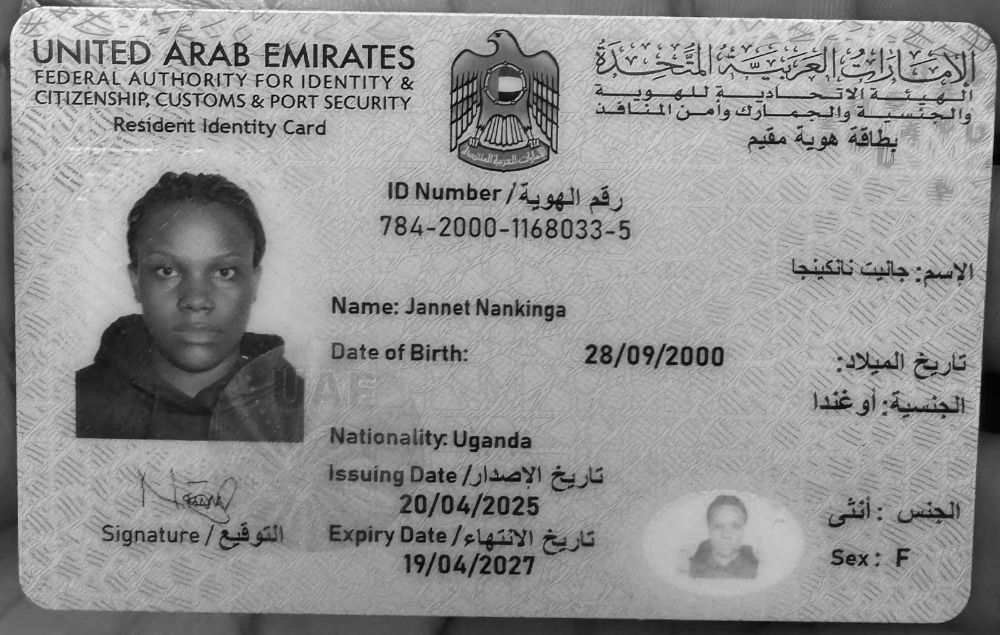 UNITED ARAB EMIRATES
FEDERAL AUTHORITY FOR IDENTITY &
CITIZENSHIP, CUSTOMS & PORT SECURITY
Resident Identity Card
الإمارات العربية المتحدة
الهيئة الاتحادية للهوية
والجنسية والجمارك وأمن المنافذ
بطاقة هوية مقيم
ID Number / رقم الهوية
784-2000-1168033-5
الإسم: جانيت نانكينجا
Name: Jannet Nankinga
Date of Birth: 28/09/2000 تاريخ الميلاد:
الجنسية: أوغندا
UAE
Nationality: Uganda
Issuing Date / تاريخ الإصدار
20/04/2025
Expiry Date / تاريخ الانتهاء
19/04/2027
Signature / التوقيع
الجنس : أنثى
Sex : F